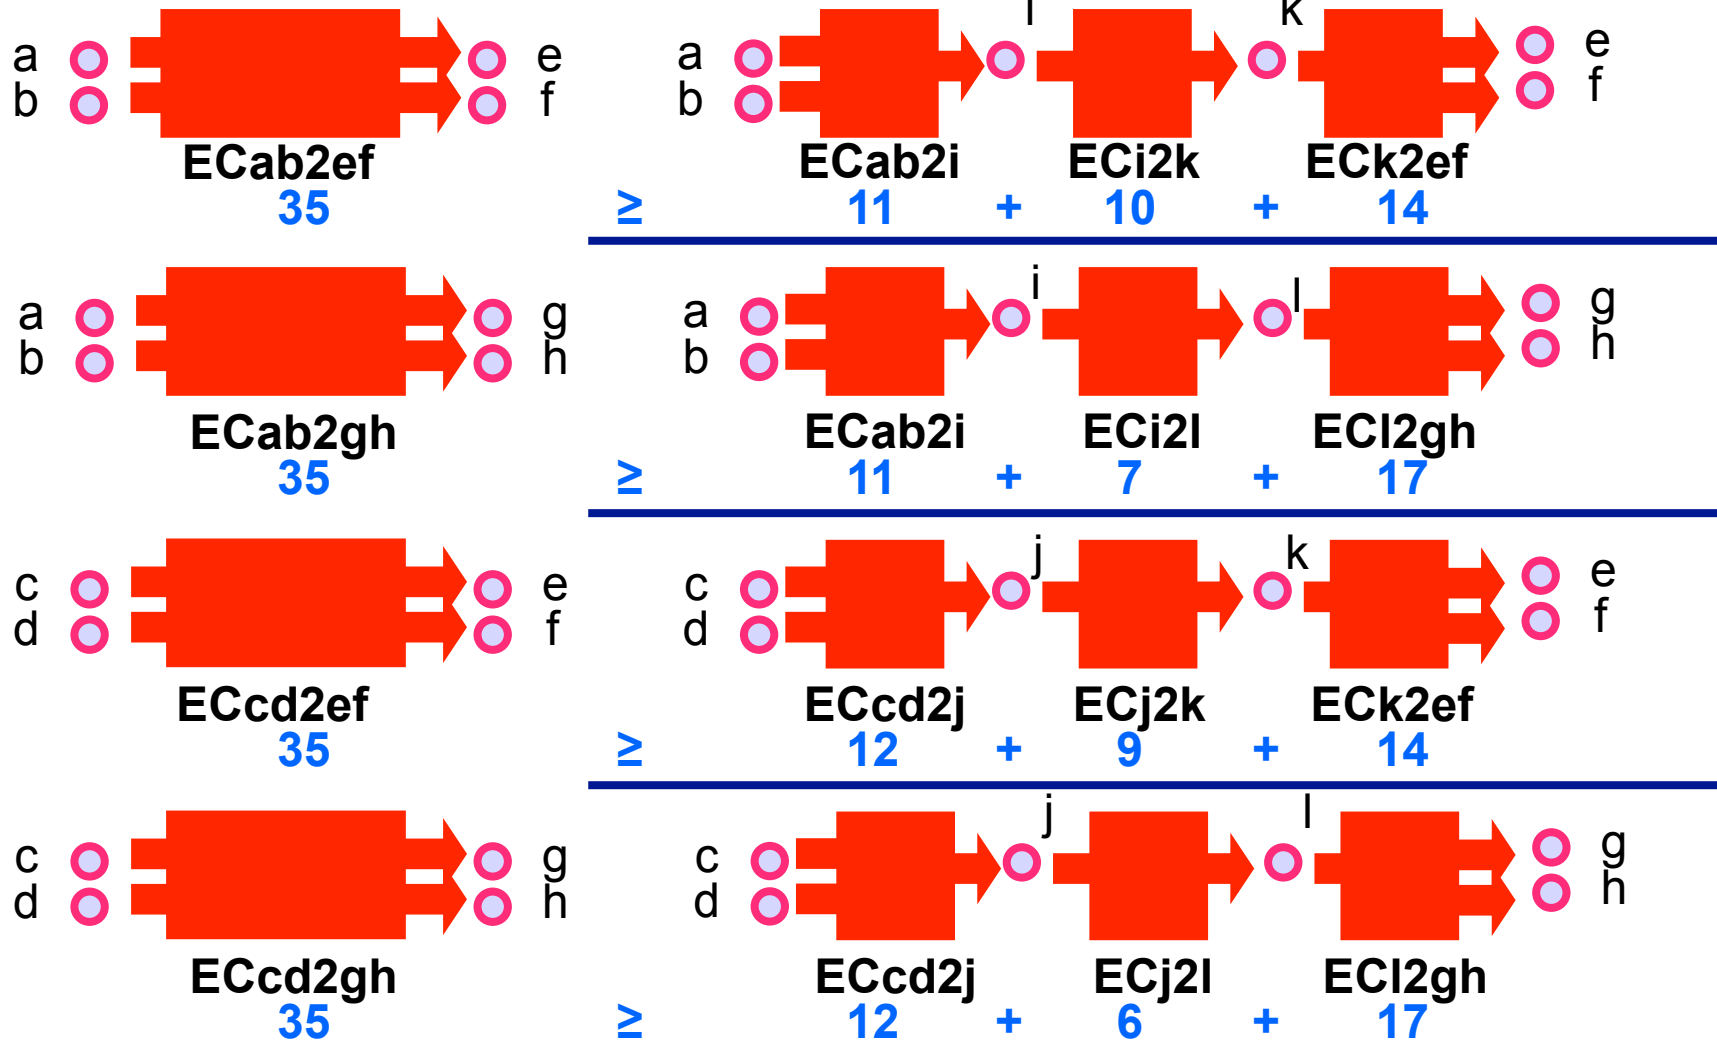 a e a i k e
b f b f
ECab2ef ECab2i ECi2k ECk2ef
35 ≥ 11 + 10 + 14
a g a i l g
b h b h
ECab2gh ECab2i ECi2l ECl2gh
35 ≥ 11 + 7 + 17
c e c j k e
d f d f
ECcd2ef ECcd2j ECj2k ECk2ef
35 ≥ 12 + 9 + 14
c g c j l g
d h d h
ECcd2gh ECcd2j ECj2l ECl2gh
35 ≥ 12 + 6 + 17